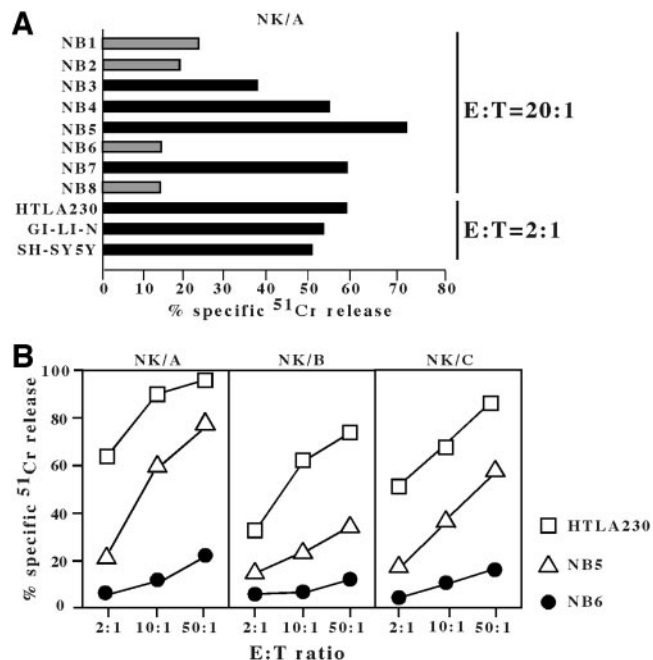 A
NK/A
NB1
NB2
NB3
NB4
NB5
NB6
NB7
NB8
HTLA230
GI-LI-N
SH-SY5Y
E:T=20:1
E:T=2:1
0 10 20 30 40 50 60 70 80
% specific 51Cr release
B
NK/A NK/B NK/C
100
80
60
40
20
0
% specific 51Cr release
2:1 10:1 50:1 2:1 10:1 50:1 2:1 10:1 50:1
E:T ratio
HTLA230
NB5
NB6